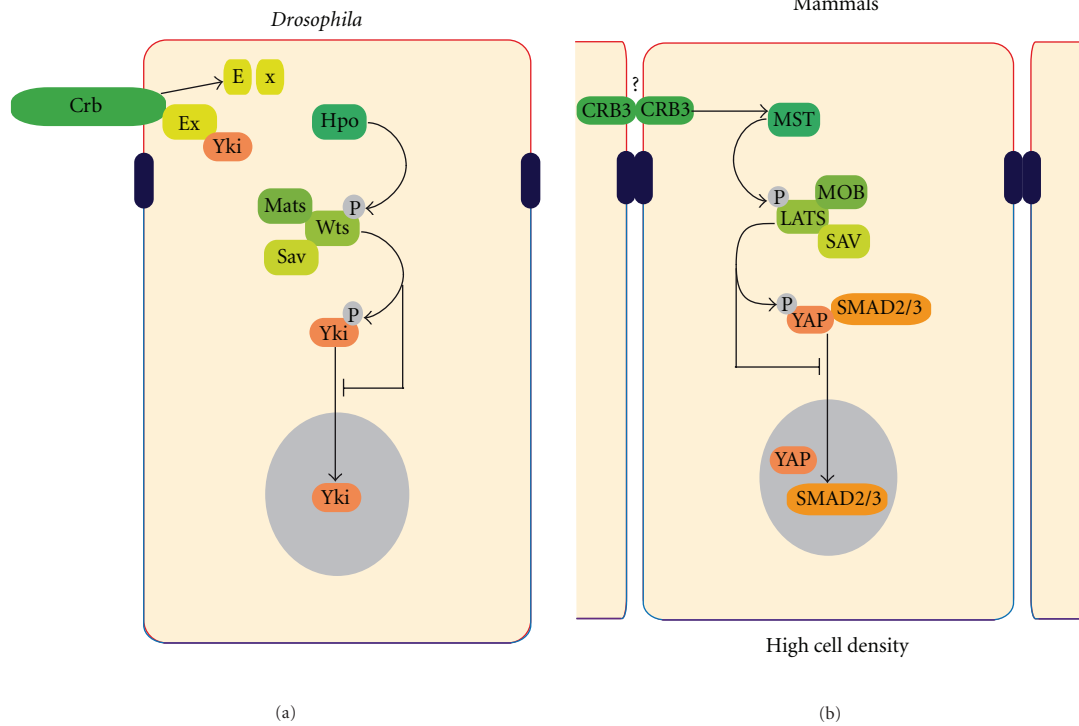 Drosophila
Crb
E
x
Ex
Yki
Hpo
P
Mats
Wts
Sav
P
Yki
Yki
(a)
Mammals
?
CRB3
CRB3
MST
P
MOB
LATS
SAV
P
YAP
SMAD2/3
YAP
SMAD2/3
High cell density
(b)